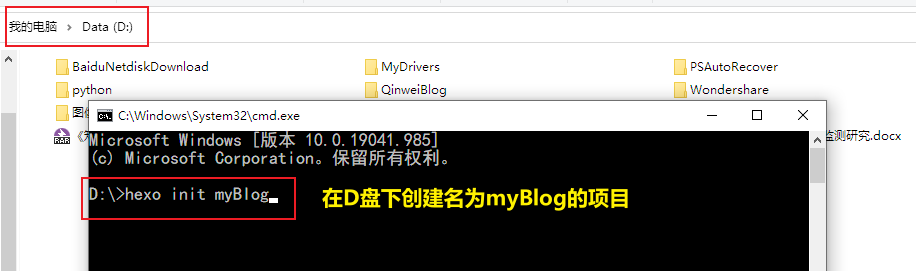 我的电脑 > Data (D:)
BaiduNetdiskDownload MyDrivers PSAutoRecover
python QinweiBlog Wondershare
C:\Windows\System32\cmd.exe
监测研究.docx
Microsoft Windows [版本 10.0.19041.985]
(c) Microsoft Corporation。保留所有权利。
D:\>hexo init myBlog
在D盘下创建名为myBlog的项目